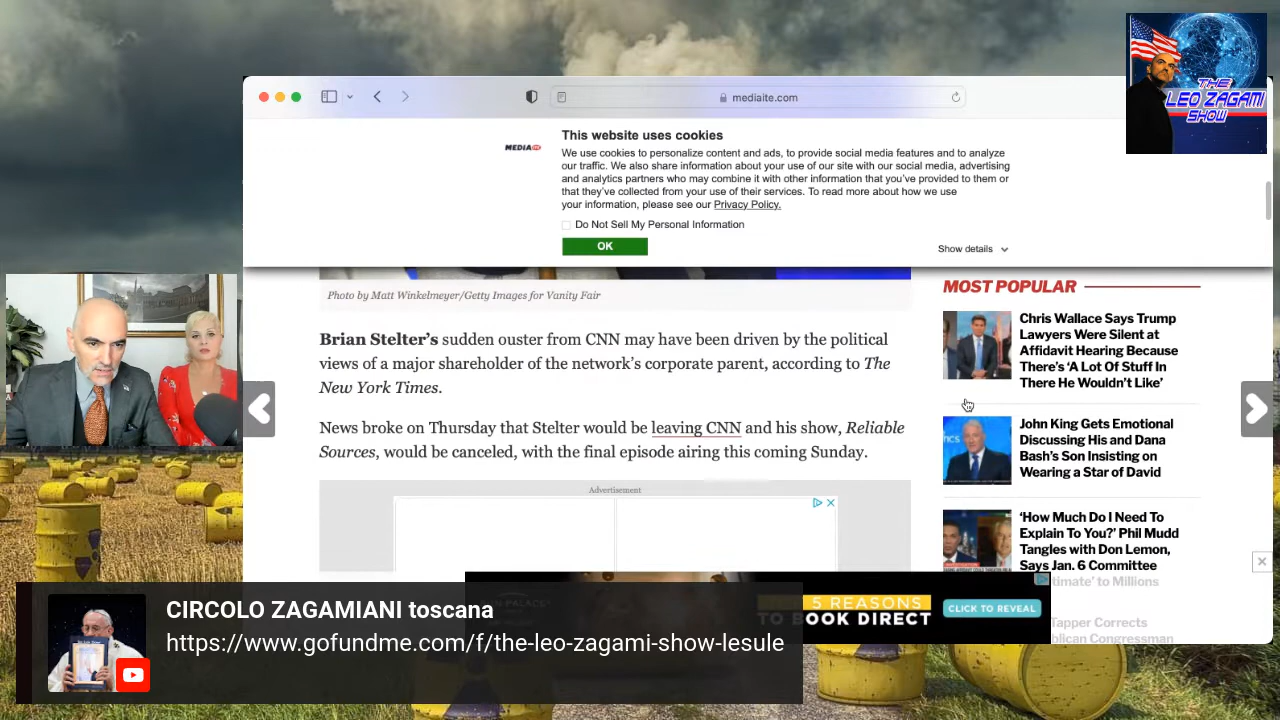 THE
LEO ZAGAMI
SHOW
mediaite.com
This website uses cookies
MEDIA
We use cookies to personalize content and ads, to provide social media features and to analyze
our traffic. We also share information about your use of our site with our social media, advertising
and analytics partners who may combine it with other information that you've provided to them or
that they've collected from your use of their services. To read more about how we use
your information, please see our Privacy Policy.
Do Not Sell My Personal Information
OK
Show details
Photo by Matt Winkelmeyer/Getty Images for Vanity Fair
Brian Stelter's sudden ouster from CNN may have been driven by the political
views of a major shareholder of the network's corporate parent, according to The
New York Times.
News broke on Thursday that Stelter would be leaving CNN and his show, Reliable
Sources, would be canceled, with the final episode airing this coming Sunday.
Advertisement
MOST POPULAR
Chris Wallace Says Trump
Lawyers Were Silent at
Affidavit Hearing Because
There's 'A Lot Of Stuff In
There He Wouldn't Like'
John King Gets Emotional
Discussing His and Dana
Bash's Son Insisting on
Wearing a Star of David
'How Much Do I Need To
Explain To You?' Phil Mudd
Tangles with Don Lemon,
Says Jan. 6 Committee
timate' to Millions
Tapper Corrects
blican Congressman
5 REASONS
TO BOOK DIRECT
CLICK TO REVEAL
CIRCOLO ZAGAMIANI toscana
https://www.gofundme.com/f/the-leo-zagami-show-lesule